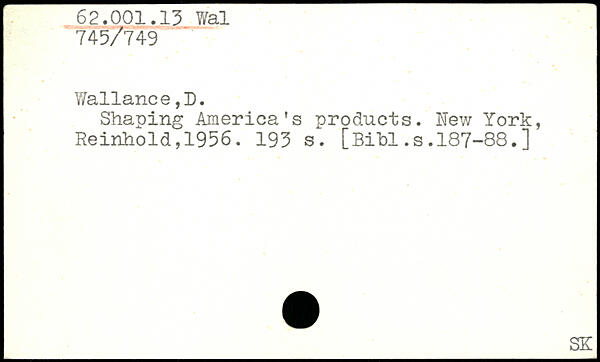 62.001.13 Wal
745/749
Wallance,D.
Shaping America's products. New York,
Reinhold,1956. 193 s. [Bibl.s.187-88.]
SK